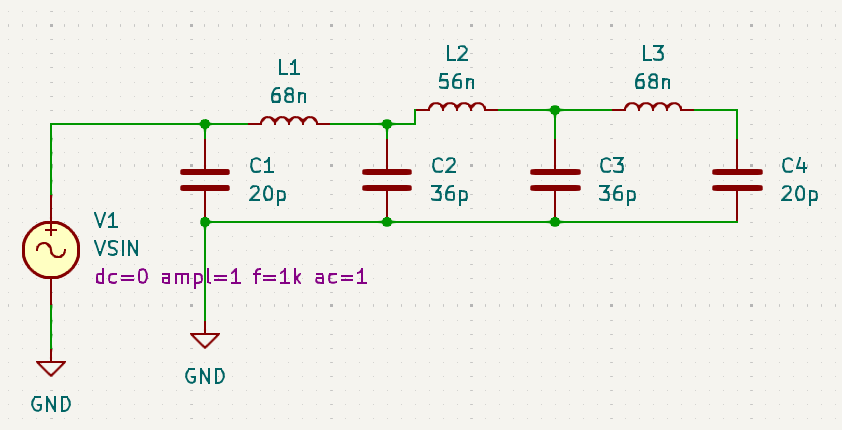 L1
68n
L2
56n
L3
68n
C1
20p
C2
36p
C3
36p
C4
20p
V1
VSIN
dc=0 ampl=1 f=1k ac=1
GND
GND